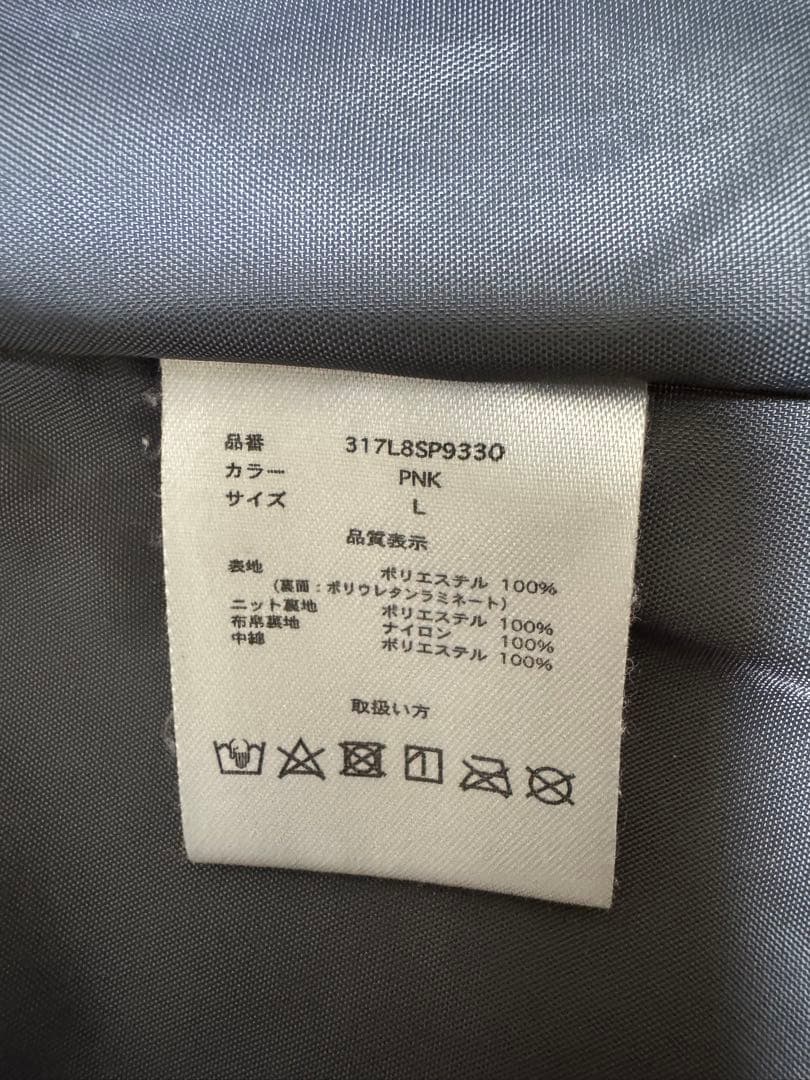 品番 317L8SP9330
カラー PNK
サイズ L
品質表示
表地 ポリエステル 100%
(裏面：ポリウレタンラミネート)
ニット裏地 ポリエステル 100%
布帛裏地 ナイロン 100%
中綿 ポリエステル 100%
取扱い方